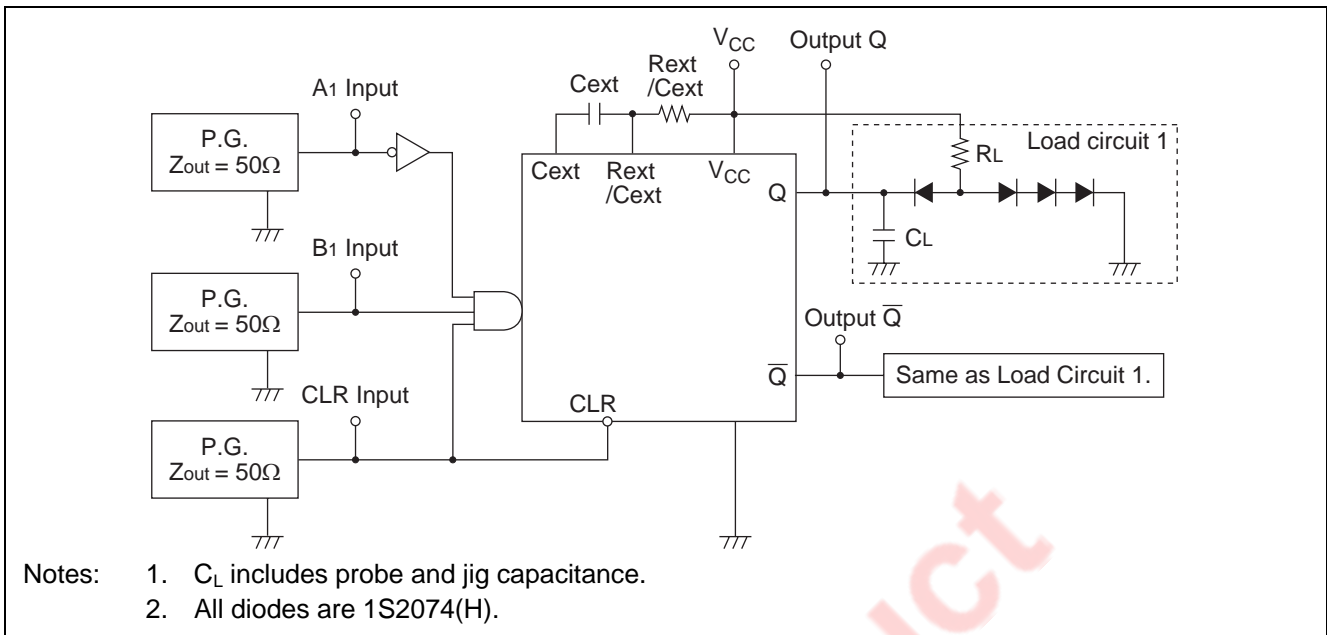 VCC
Output Q
Rext
/Cext
Cext
A1 Input
P.G.
Zout = 50Ω
Load circuit 1
RL
Cext
Rext
/Cext
VCC
Q
CL
B1 Input
P.G.
Zout = 50Ω
Output Q̅
Q̅
Same as Load Circuit 1.
CLR Input
CLR
P.G.
Zout = 50Ω
Notes: 1. CL includes probe and jig capacitance.
2. All diodes are 1S2074(H).